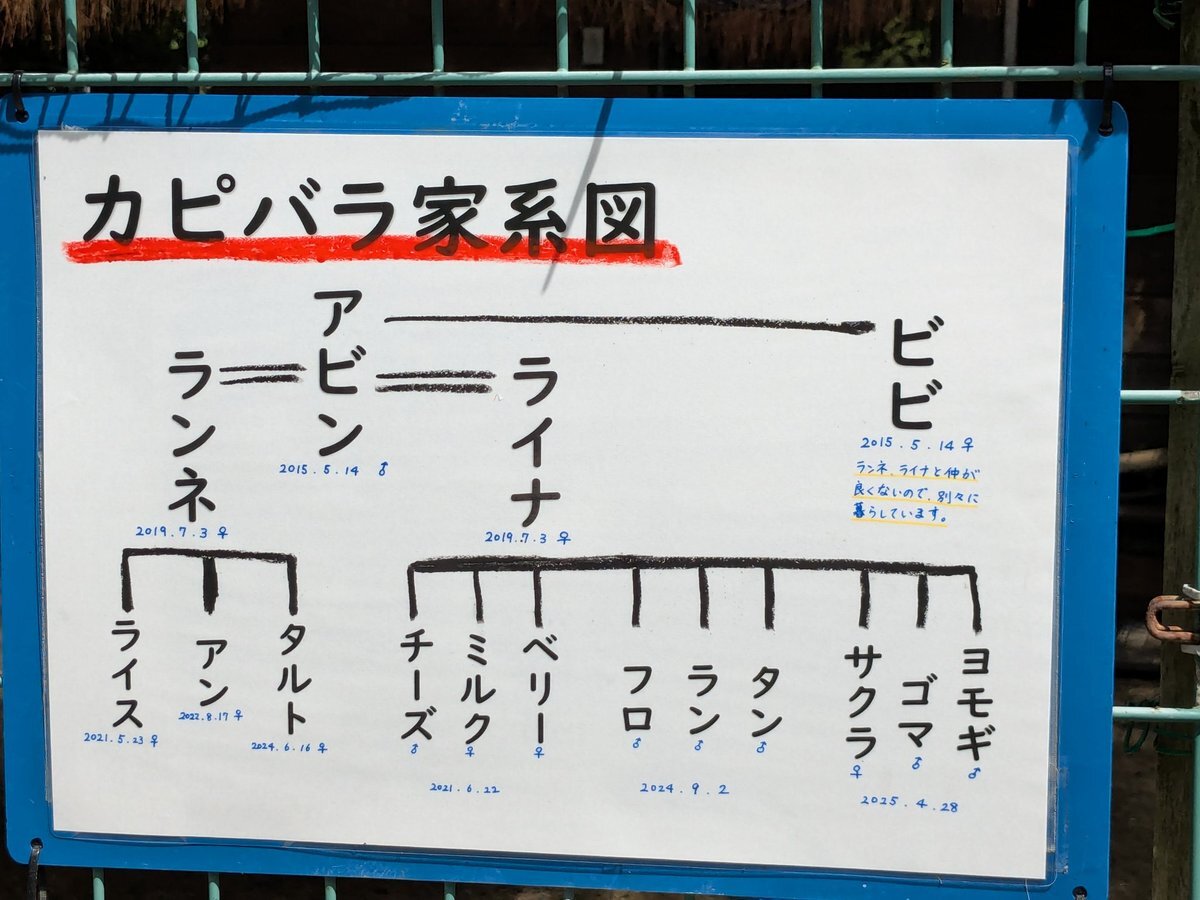 カピバラ家系図
アビン
2015.5.14 ♂
ビビ
2015.5.14 ♀
ランネ、ライナと仲が
良くないので、別々に
暮らしています。
ランネ
2019.7.3 ♀
ライナ
2019.7.3 ♀
ライス
2021.5.23 ♀
アン
2022.8.17 ♀
タルト
2024.6.16 ♀
チーズ
♂
ミルク
♀
ベリー
♀
2021.6.22
フロ
♂
ラン
♂
タン
♂
2024.9.2
サクラ
♀
ゴマ
♂
ヨモギ
♂
2025.4.28